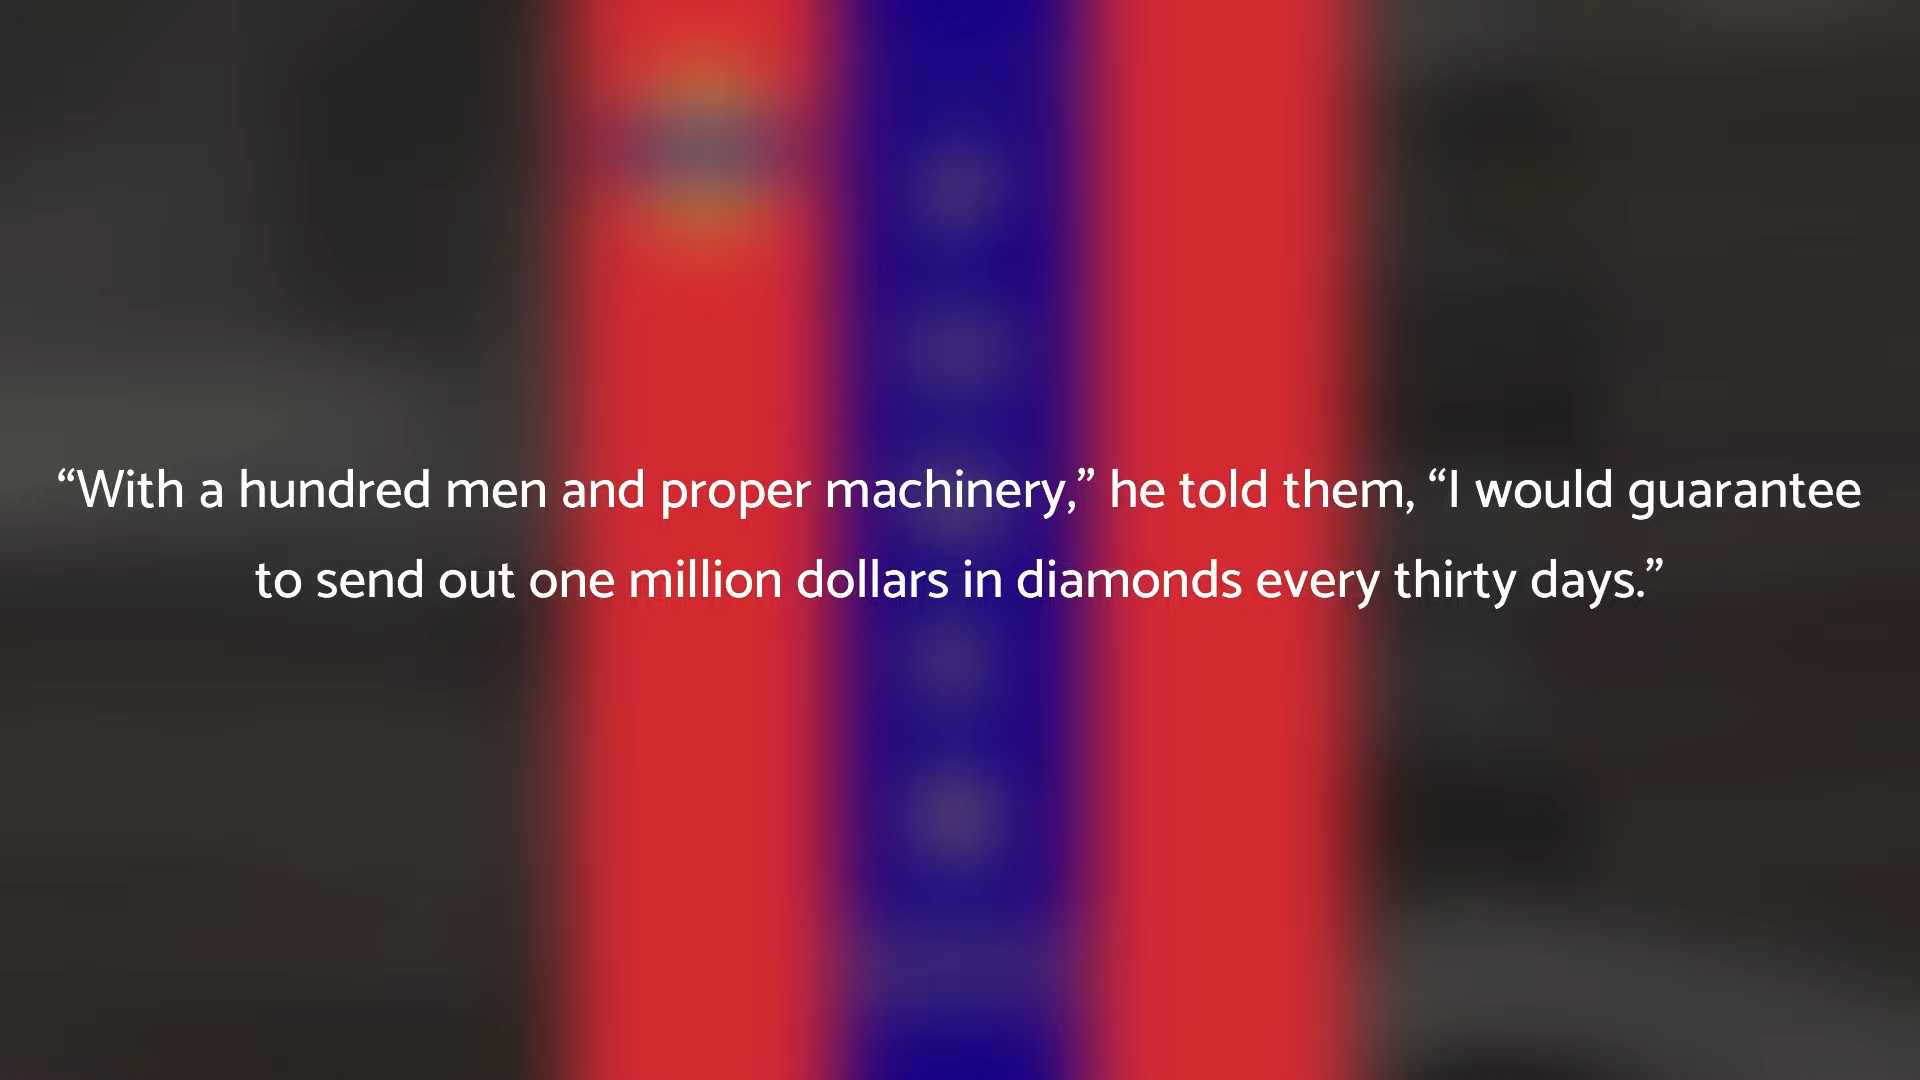 “With a hundred men and proper machinery,” he told them, “I would guarantee
to send out one million dollars in diamonds every thirty days.”